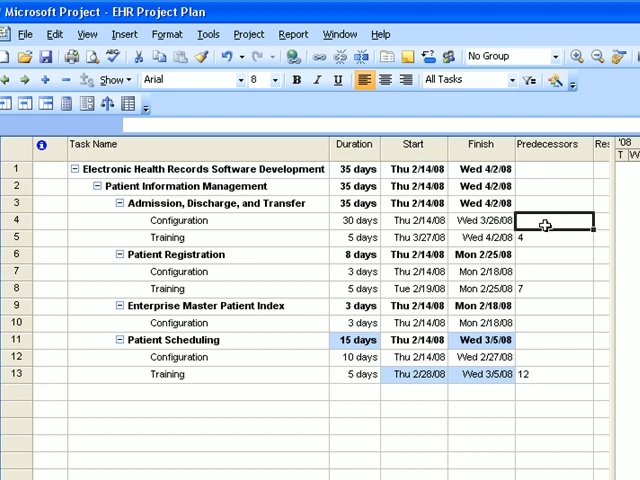 Microsoft Project - EHR Project Plan
File Edit View Insert Format Tools Project Report Window Help
No Group
Show Arial 8 B I U All Tasks
Task Name Duration Start Finish Predecessors Res '08
T W
1 Electronic Health Records Software Development 35 days Thu 2/14/08 Wed 4/2/08
2 Patient Information Management 35 days Thu 2/14/08 Wed 4/2/08
3 Admission, Discharge, and Transfer 35 days Thu 2/14/08 Wed 4/2/08
4 Configuration 30 days Thu 2/14/08 Wed 3/26/08
5 Training 5 days Thu 3/27/08 Wed 4/2/08 4
6 Patient Registration 8 days Thu 2/14/08 Mon 2/25/08
7 Configuration 3 days Thu 2/14/08 Mon 2/18/08
8 Training 5 days Tue 2/19/08 Mon 2/25/08 7
9 Enterprise Master Patient Index 3 days Thu 2/14/08 Mon 2/18/08
10 Configuration 3 days Thu 2/14/08 Mon 2/18/08
11 Patient Scheduling 15 days Thu 2/14/08 Wed 3/5/08
12 Configuration 10 days Thu 2/14/08 Wed 2/27/08
13 Training 5 days Thu 2/28/08 Wed 3/5/08 12